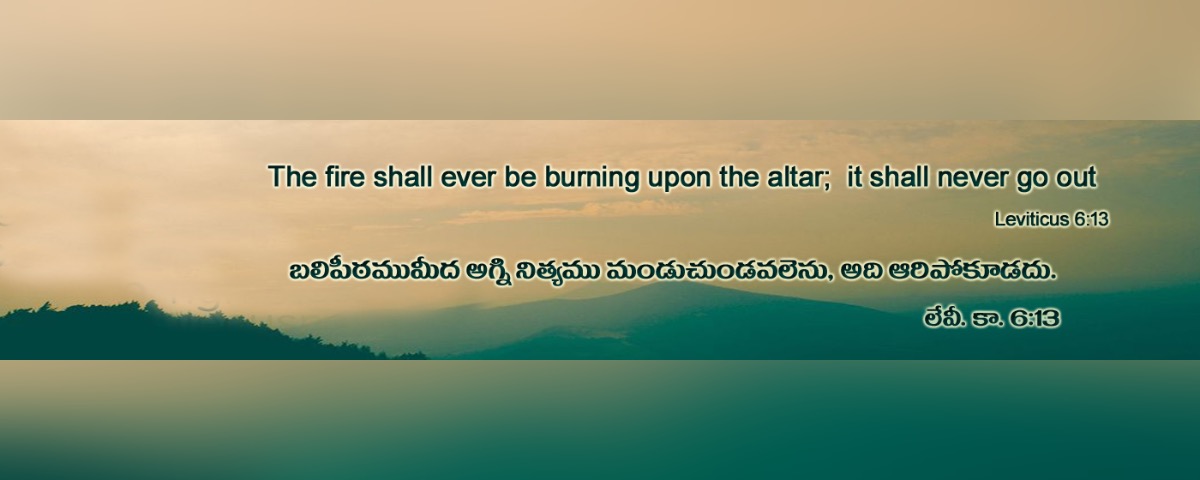 The fire shall ever be burning upon the altar;  it shall never go out
Leviticus 6:13
బలిపీఠముమీద అగ్ని నిత్యము మండుచుండవలెను, అది ఆరిపోకూడదు.
లేవీ. కా. 6:13